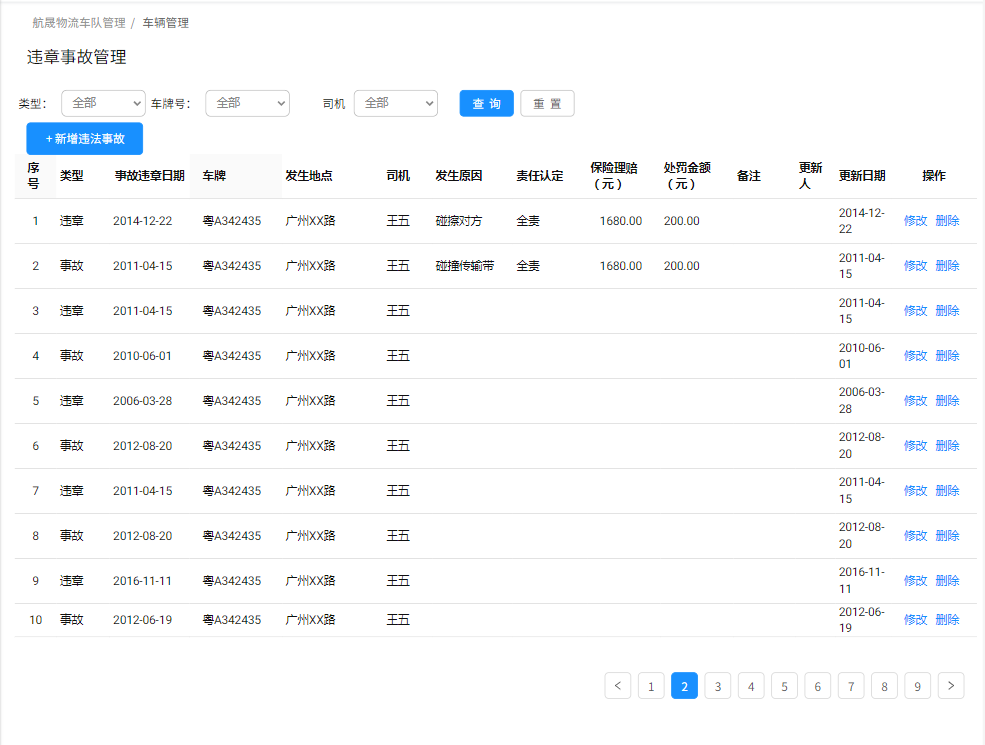 航晟物流车队管理 / 车辆管理
违章事故管理
类型: 全部 车牌号: 全部 司机 全部 查 询 重 置
+ 新增违法事故
序号 类型 事故违章日期 车牌 发生地点 司机 发生原因 责任认定 保险理赔（元） 处罚金额（元） 备注 更新人 更新日期 操作
1 违章 2014-12-22 粤A342435 广州XX路 王五 碰擦对方 全责 1680.00 200.00 2014-12-22 修改 删除
2 事故 2011-04-15 粤A342435 广州XX路 王五 碰撞传输带 全责 1680.00 200.00 2011-04-15 修改 删除
3 违章 2011-04-15 粤A342435 广州XX路 王五 2011-04-15 修改 删除
4 事故 2010-06-01 粤A342435 广州XX路 王五 2010-06-01 修改 删除
5 违章 2006-03-28 粤A342435 广州XX路 王五 2006-03-28 修改 删除
6 事故 2012-08-20 粤A342435 广州XX路 王五 2012-08-20 修改 删除
7 违章 2011-04-15 粤A342435 广州XX路 王五 2011-04-15 修改 删除
8 事故 2012-08-20 粤A342435 广州XX路 王五 2012-08-20 修改 删除
9 违章 2016-11-11 粤A342435 广州XX路 王五 2016-11-11 修改 删除
10 事故 2012-06-19 粤A342435 广州XX路 王五 2012-06-19 修改 删除
< 1 2 3 4 5 6 7 8 9 >